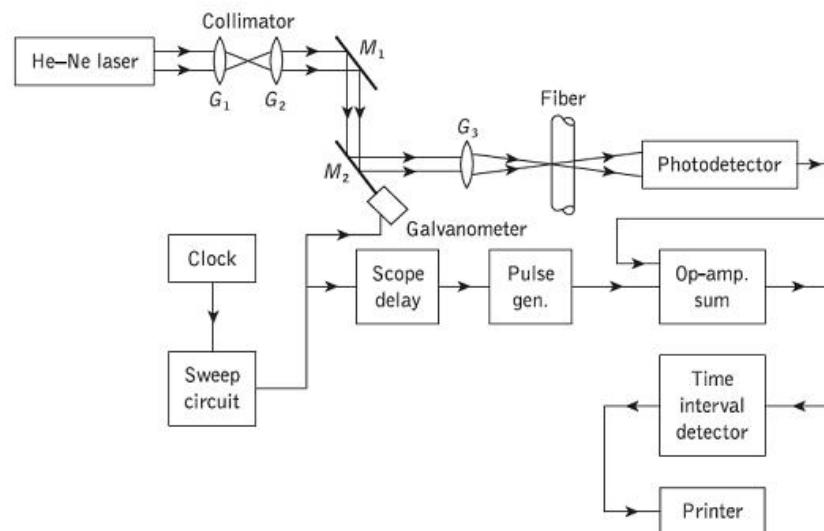 Collimator
He–Ne laser
G1
G2
M1
M2
G3
Fiber
Photodetector
Galvanometer
Clock
Scope
delay
Pulse
gen.
Op-amp.
sum
Sweep
circuit
Time
interval
detector
Printer